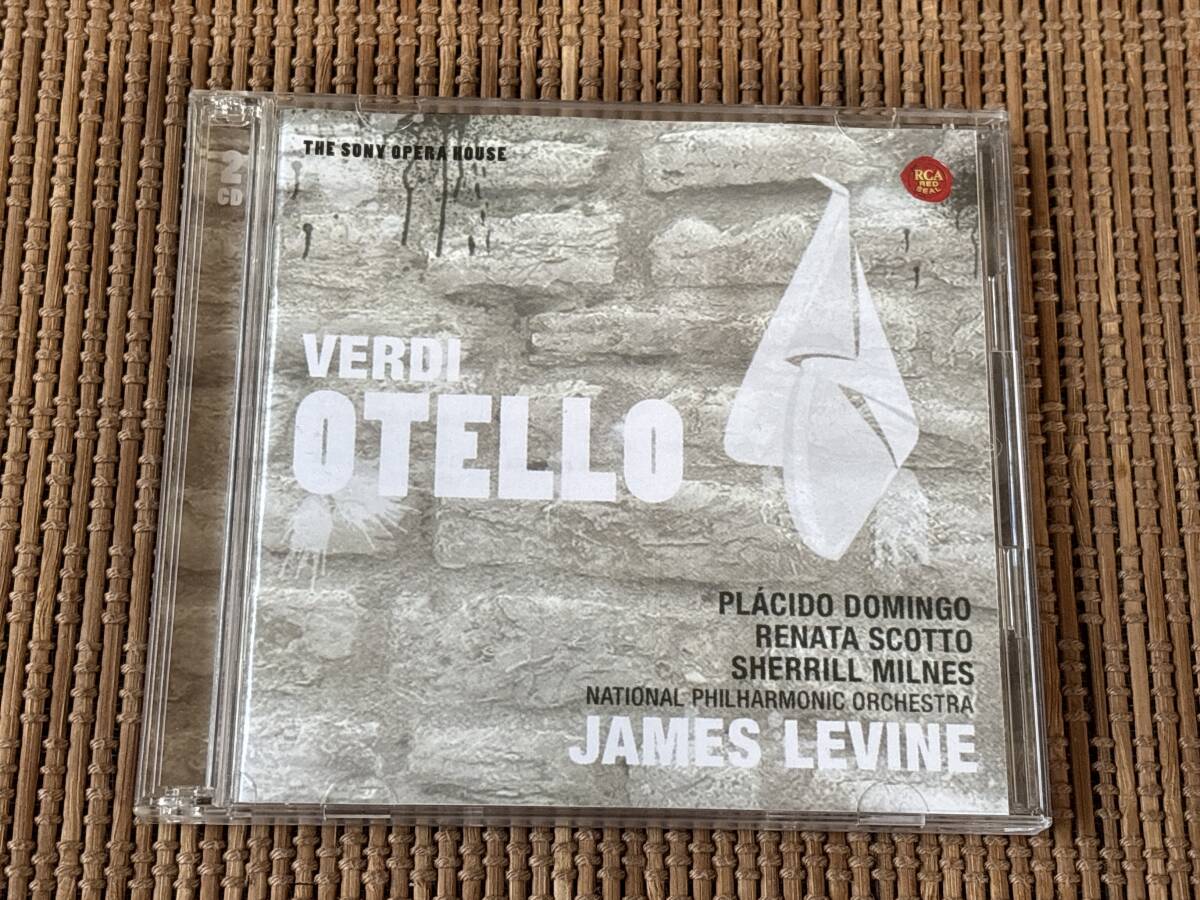 THE SONY OPERA HOUSE
2
CD
RCA
RED
SEAL
VERDI
OTELLO
PLÁCIDO DOMINGO
RENATA SCOTTO
SHERRILL MILNES
NATIONAL PHILHARMONIC ORCHESTRA
JAMES LEVINE